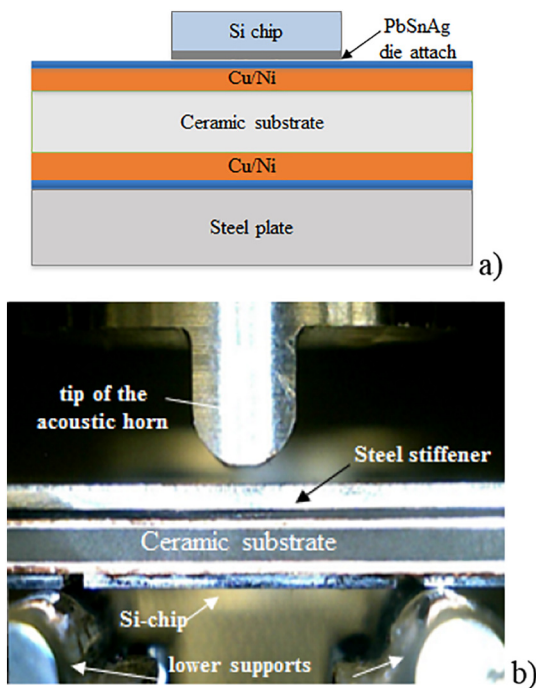 Si chip
PbSnAg
die attach
Cu/Ni
Ceramic substrate
Cu/Ni
Steel plate
a)
tip of the
acoustic horn
Steel stiffener
Ceramic substrate
Si-chip
lower supports
b)